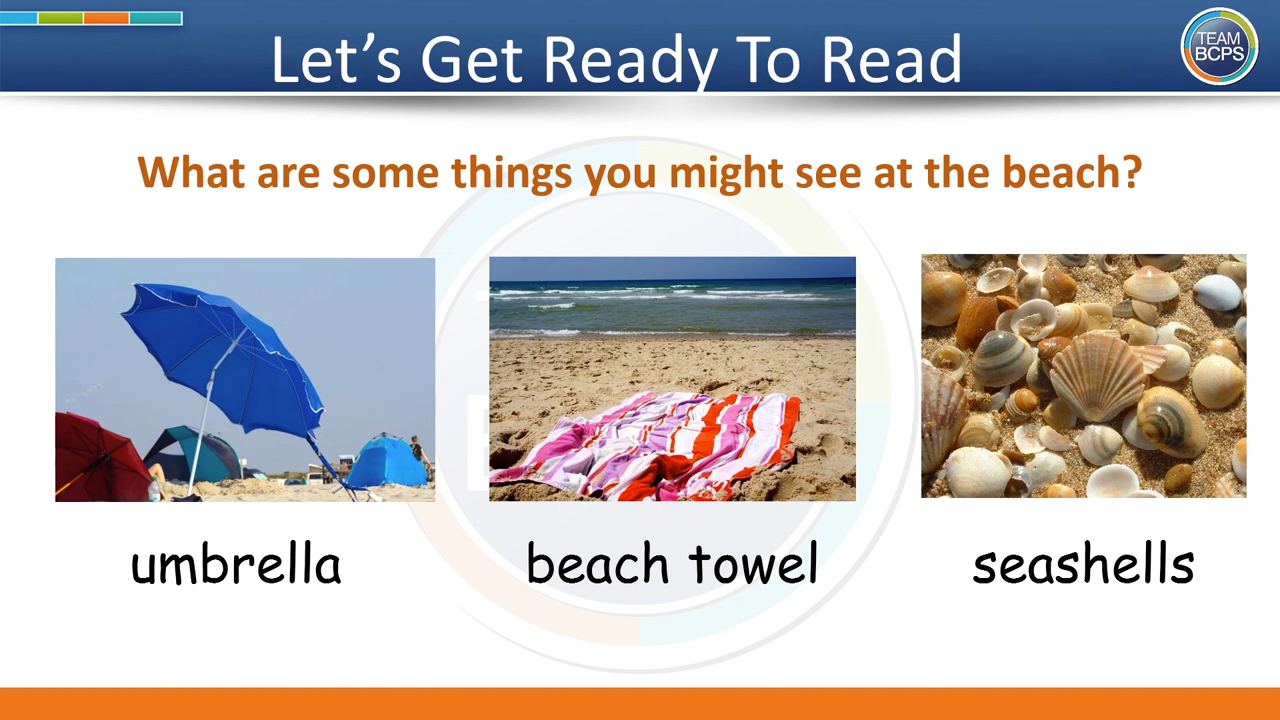 Let's Get Ready To Read
TEAM
BCPS
What are some things you might see at the beach?
umbrella
beach towel
seashells